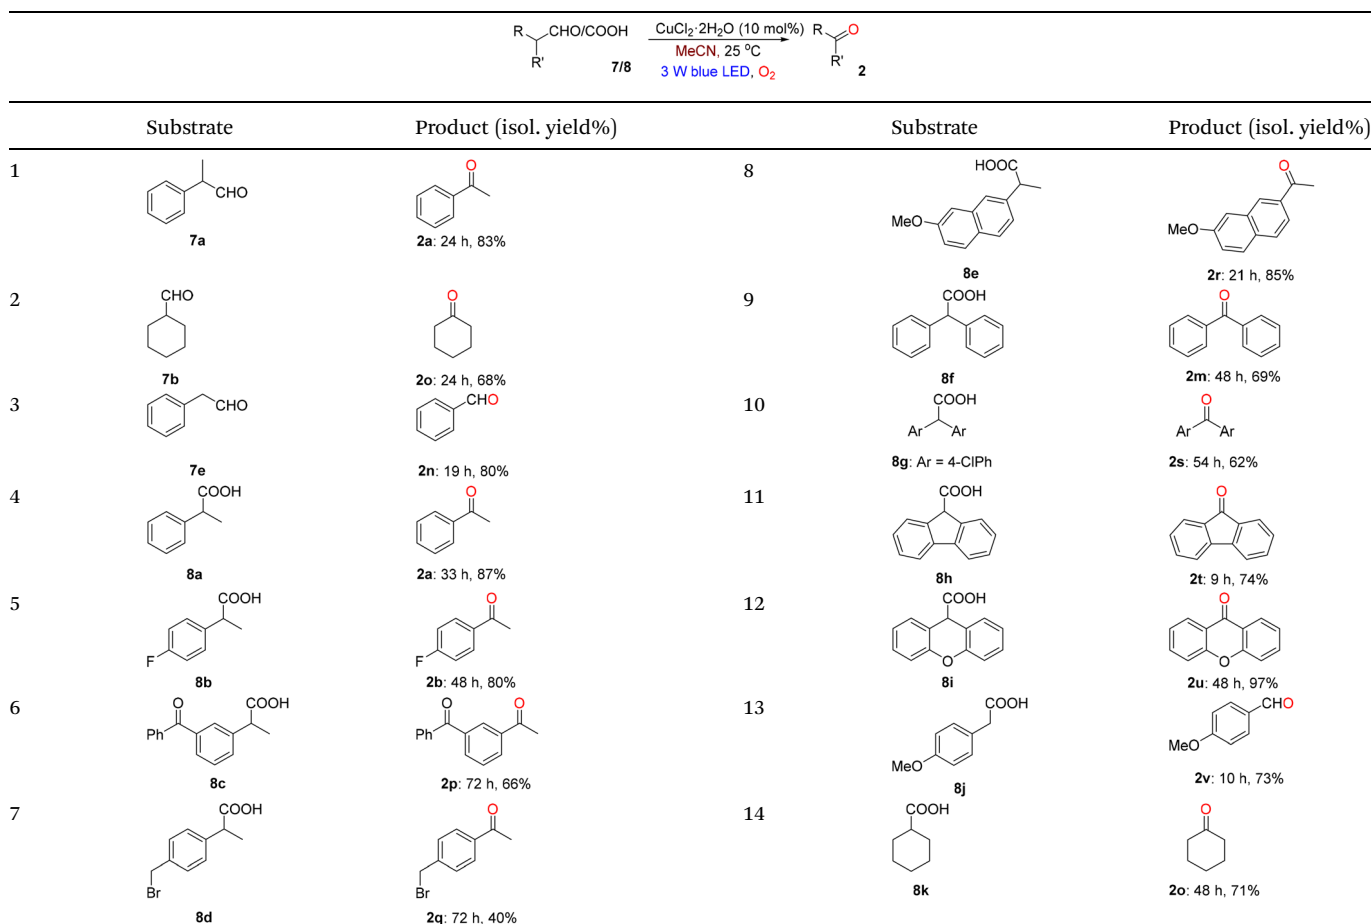 R CHO/COOH CuCl2·2H2O (10 mol%) R O
MeCN, 25 °C
R' 7/8 3 W blue LED, O2 R' 2
Substrate Product (isol. yield%) Substrate Product (isol. yield%)
1 CHO O 8 HOOC MeO O MeO
7a 2a: 24 h, 83% 8e 2r: 21 h, 85%
2 CHO O 9 COOH O
7b 2o: 24 h, 68% 8f 2m: 48 h, 69%
3 CHO CHO 10 COOH Ar Ar O Ar Ar
7e 2n: 19 h, 80% 8g: Ar = 4-ClPh 2s: 54 h, 62%
4 COOH O 11 COOH O
8a 2a: 33 h, 87% 8h 2t: 9 h, 74%
5 COOH F O F 12 COOH O O O
8b 2b: 48 h, 80% 8i 2u: 48 h, 97%
6 O Ph COOH O Ph O 13 COOH MeO CHO MeO
8c 2p: 72 h, 66% 8j 2v: 10 h, 73%
7 COOH Br O Br 14 COOH O
8d 2q: 72 h, 40% 8k 2o: 48 h, 71%